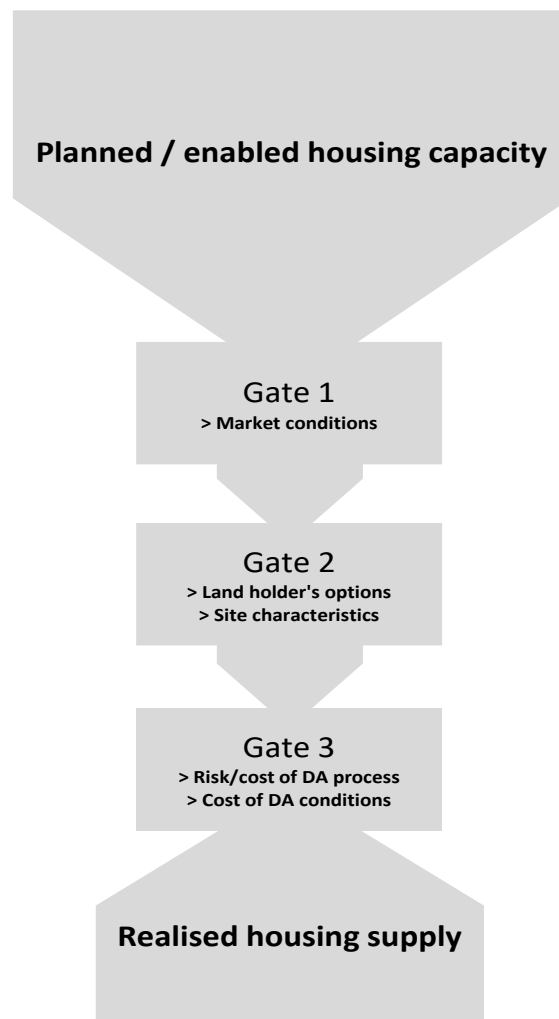 Planned / enabled housing capacity
Gate 1
> Market conditions
Gate 2
> Land holder's options
> Site characteristics
Gate 3
> Risk/cost of DA process
> Cost of DA conditions
Realised housing supply